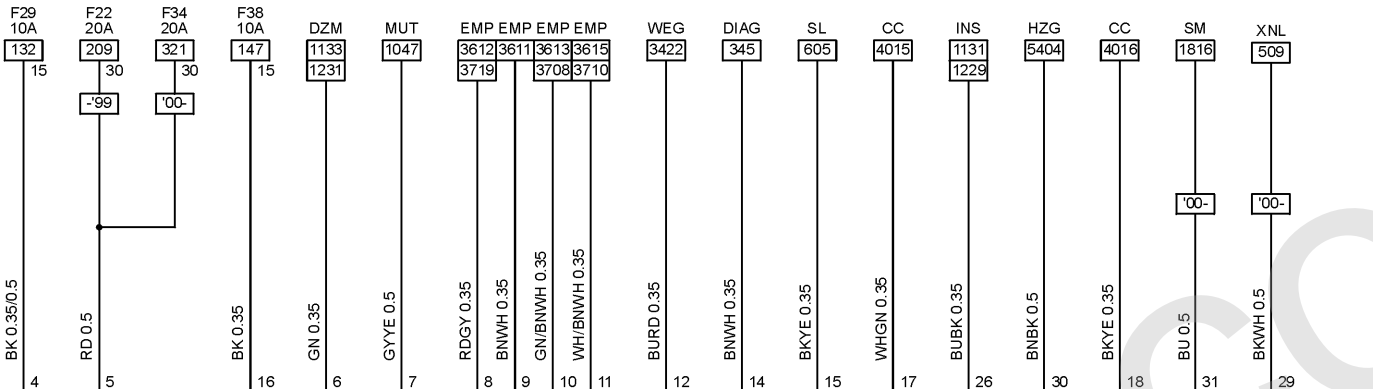 F29 F22 F34 F38
10A 20A 20A 10A DZM MUT EMP EMP EMP EMP WEG DIAG SL CC INS HZG CC SM XNL
132 209 321 147 1133 1047 3612 3611 3613 3615 3422 345 605 4015 1131 5404 4016 1816 509
15 30 30 15 1231 3719 3708 3710 1229
-'99 '00-
'00- '00-
BK 0.35/0.5 RD 0.5 BK 0.35 GN 0.35 GYYE 0.5 RDGY 0.35 BNWH 0.35 GN/BNWH 0.35 WH/BNWH 0.35 BURD 0.35 BNWH 0.35 BKYE 0.35 WHGN 0.35 BUBK 0.35 BNBK 0.5 BKYE 0.35 BU 0.5 BKWH 0.5
4 5 16 6 7 8 9 10 11 12 14 15 17 26 30 18 31 29